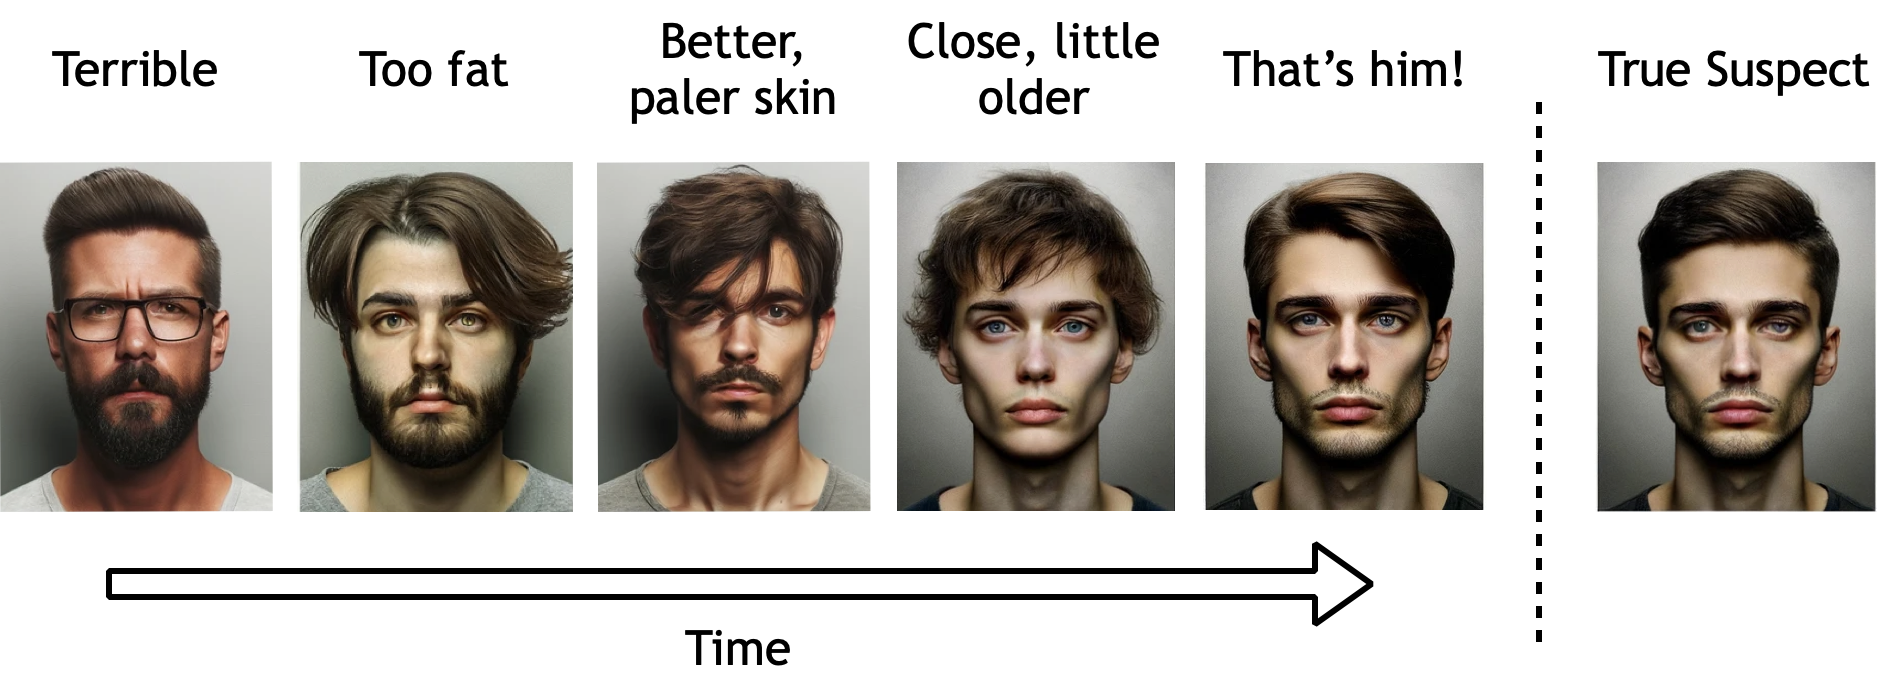 Terrible
Too fat
Better,
paler skin
Close, little
older
That’s him!
True Suspect
Time